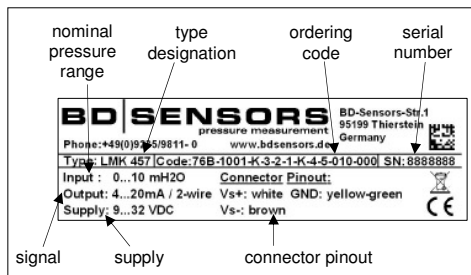 nominal pressure range
type designation
ordering code
serial number
BD SENSORS
pressure measurement
BD-Sensors-Str.1
95199 Thierstein
Germany
Phone:+49(0)9235/9811- 0 www.bdsensors.de
Type: LMK 457 Code:76B-1001-K-3-2-1-K-4-5-010-000 SN:8888888
Input : 0...10 mH2O Connector Pinout:
Output: 4...20mA / 2-wire Vs+: white GND: yellow-green
Supply: 9...32 VDC Vs-: brown
CE
signal
supply
connector pinout